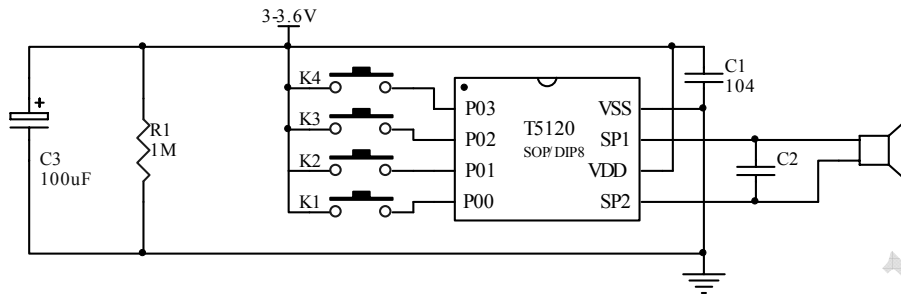 3-3.6V
C3
100uF
+
R1
1M
K4
K3
K2
K1
P03
P02
P01
P00
T5120
SOP/DIP8
VSS
SP1
VDD
SP2
C1
104
C2